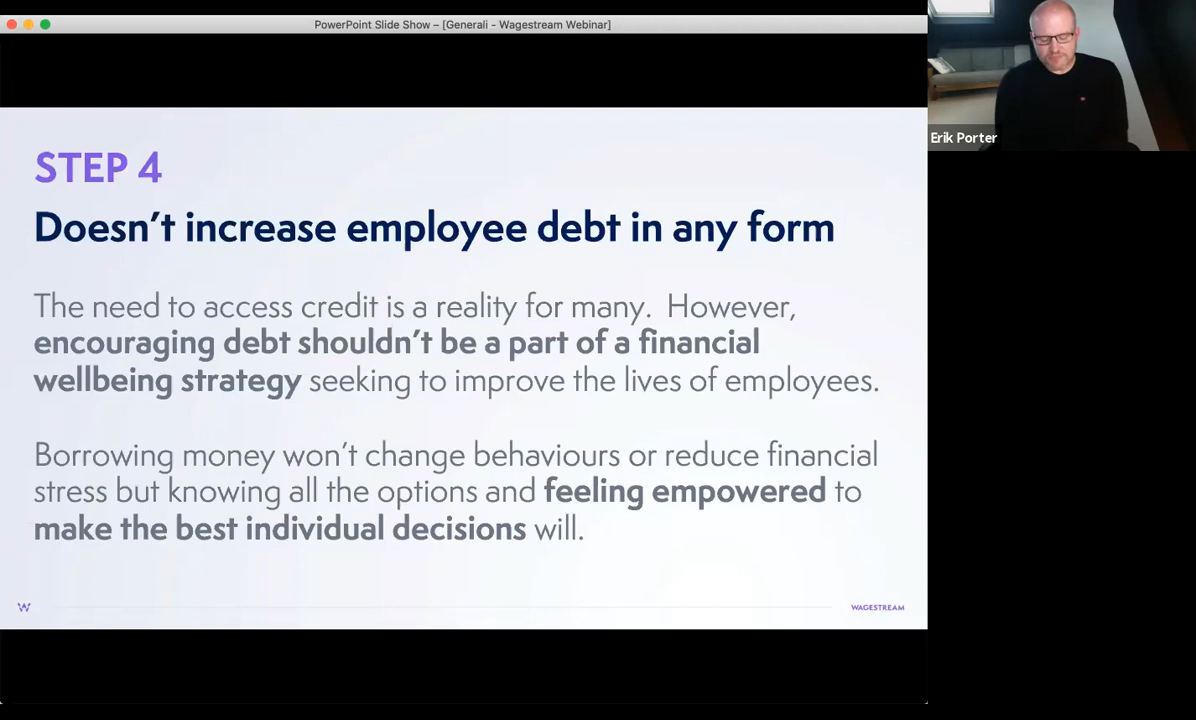 PowerPoint Slide Show – [Generali - Wagestream Webinar]
STEP 4
Doesn't increase employee debt in any form
The need to access credit is a reality for many.  However,
encouraging debt shouldn't be a part of a financial
wellbeing strategy seeking to improve the lives of employees.
Borrowing money won't change behaviours or reduce financial
stress but knowing all the options and feeling empowered to
make the best individual decisions will.
W
WAGESTREAM
Erik Porter